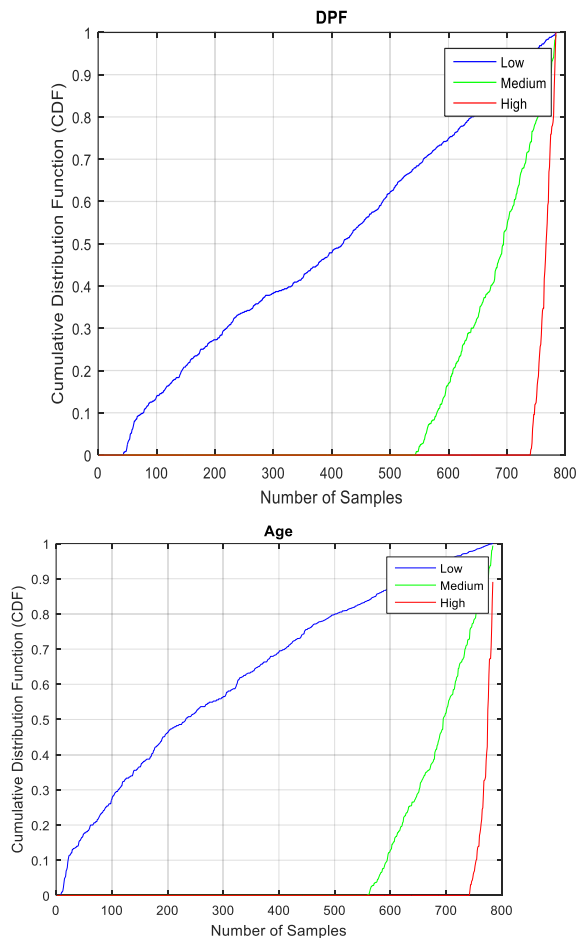 DPF
1
0.9
0.8
0.7
0.6
0.5
0.4
0.3
0.2
0.1
0
Cumulative Distribution Function (CDF)
Low
Medium
High
0 100 200 300 400 500 600 700 800
Number of Samples
Age
1
0.9
0.8
0.7
0.6
0.5
0.4
0.3
0.2
0.1
0
Cumulative Distribution Function (CDF)
Low
Medium
High
0 100 200 300 400 500 600 700 800
Number of Samples